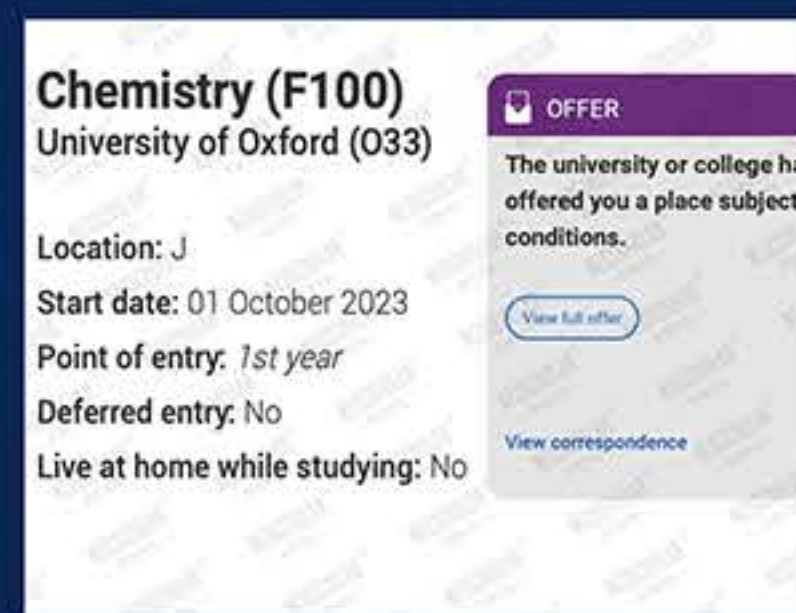 Chemistry (F100)
University of Oxford (O33)
Location: J
Start date: 01 October 2023
Point of entry: 1st year
Deferred entry: No
Live at home while studying: No
OFFER
The university or college ha
offered you a place subject
conditions.
View full offer
View correspondence